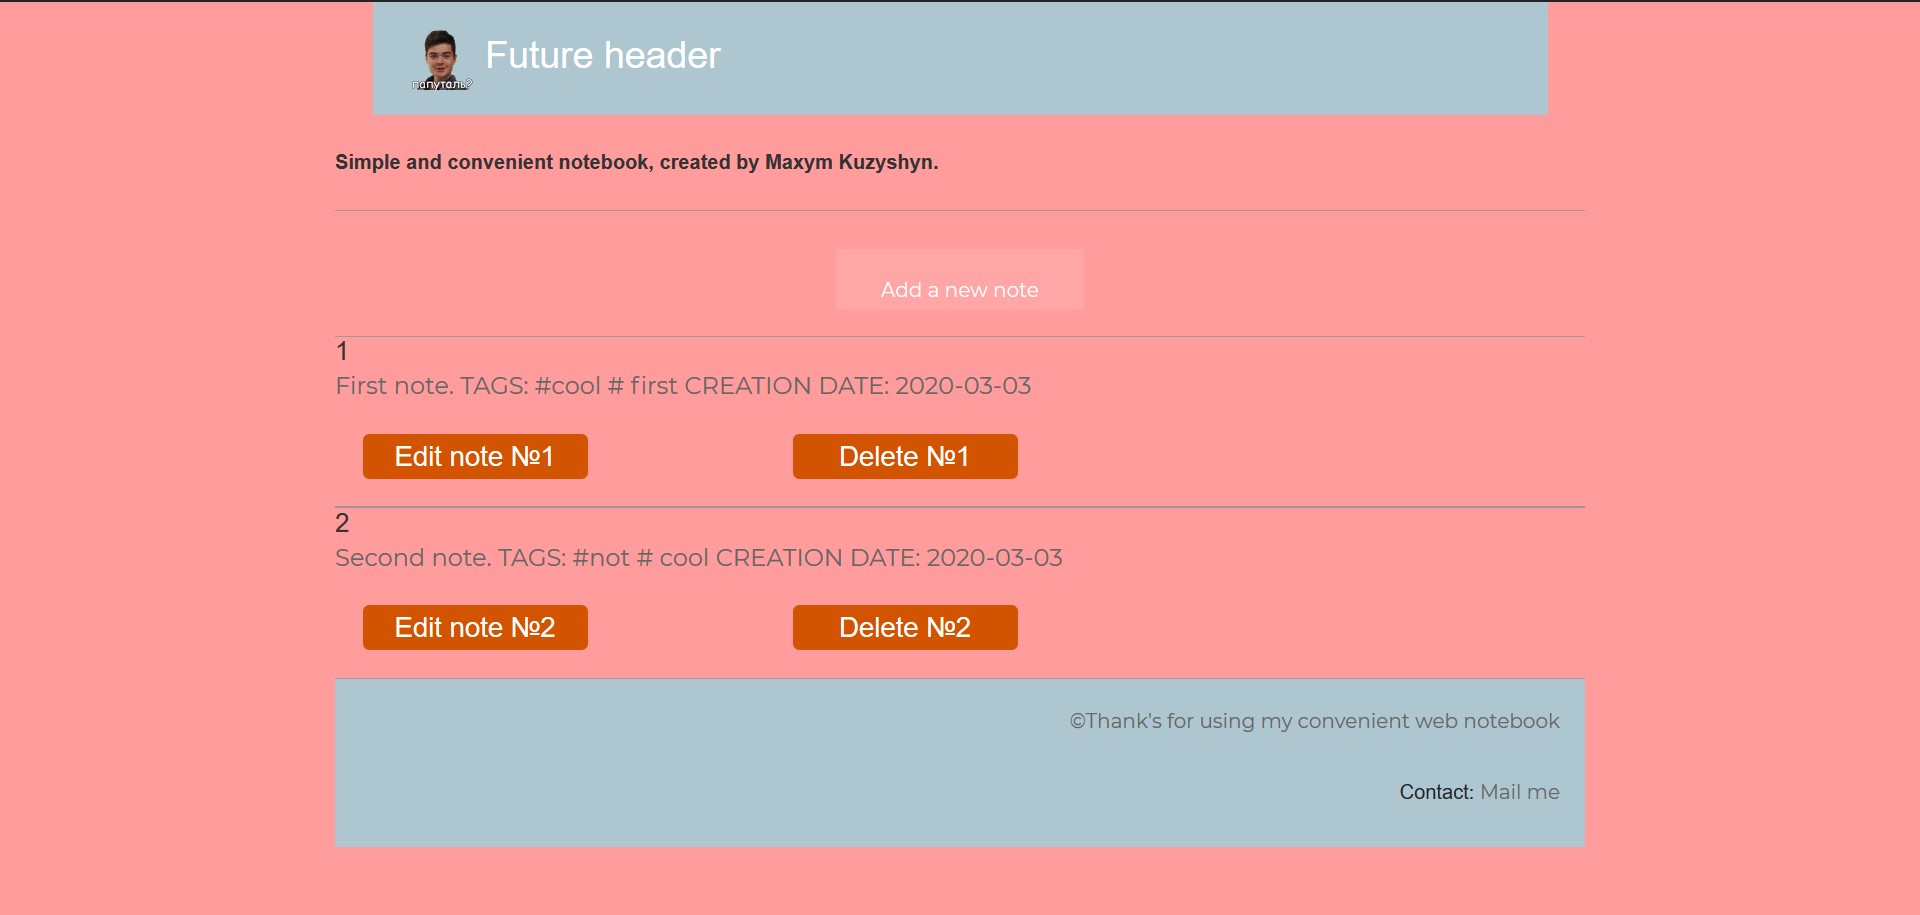 Future header
папуталь?
Simple and convenient notebook, created by Maxym Kuzyshyn.
Add a new note
1
First note. TAGS: #cool # first CREATION DATE: 2020-03-03
Edit note №1 Delete №1
2
Second note. TAGS: #not # cool CREATION DATE: 2020-03-03
Edit note №2 Delete №2
©Thank's for using my convenient web notebook
Contact: Mail me